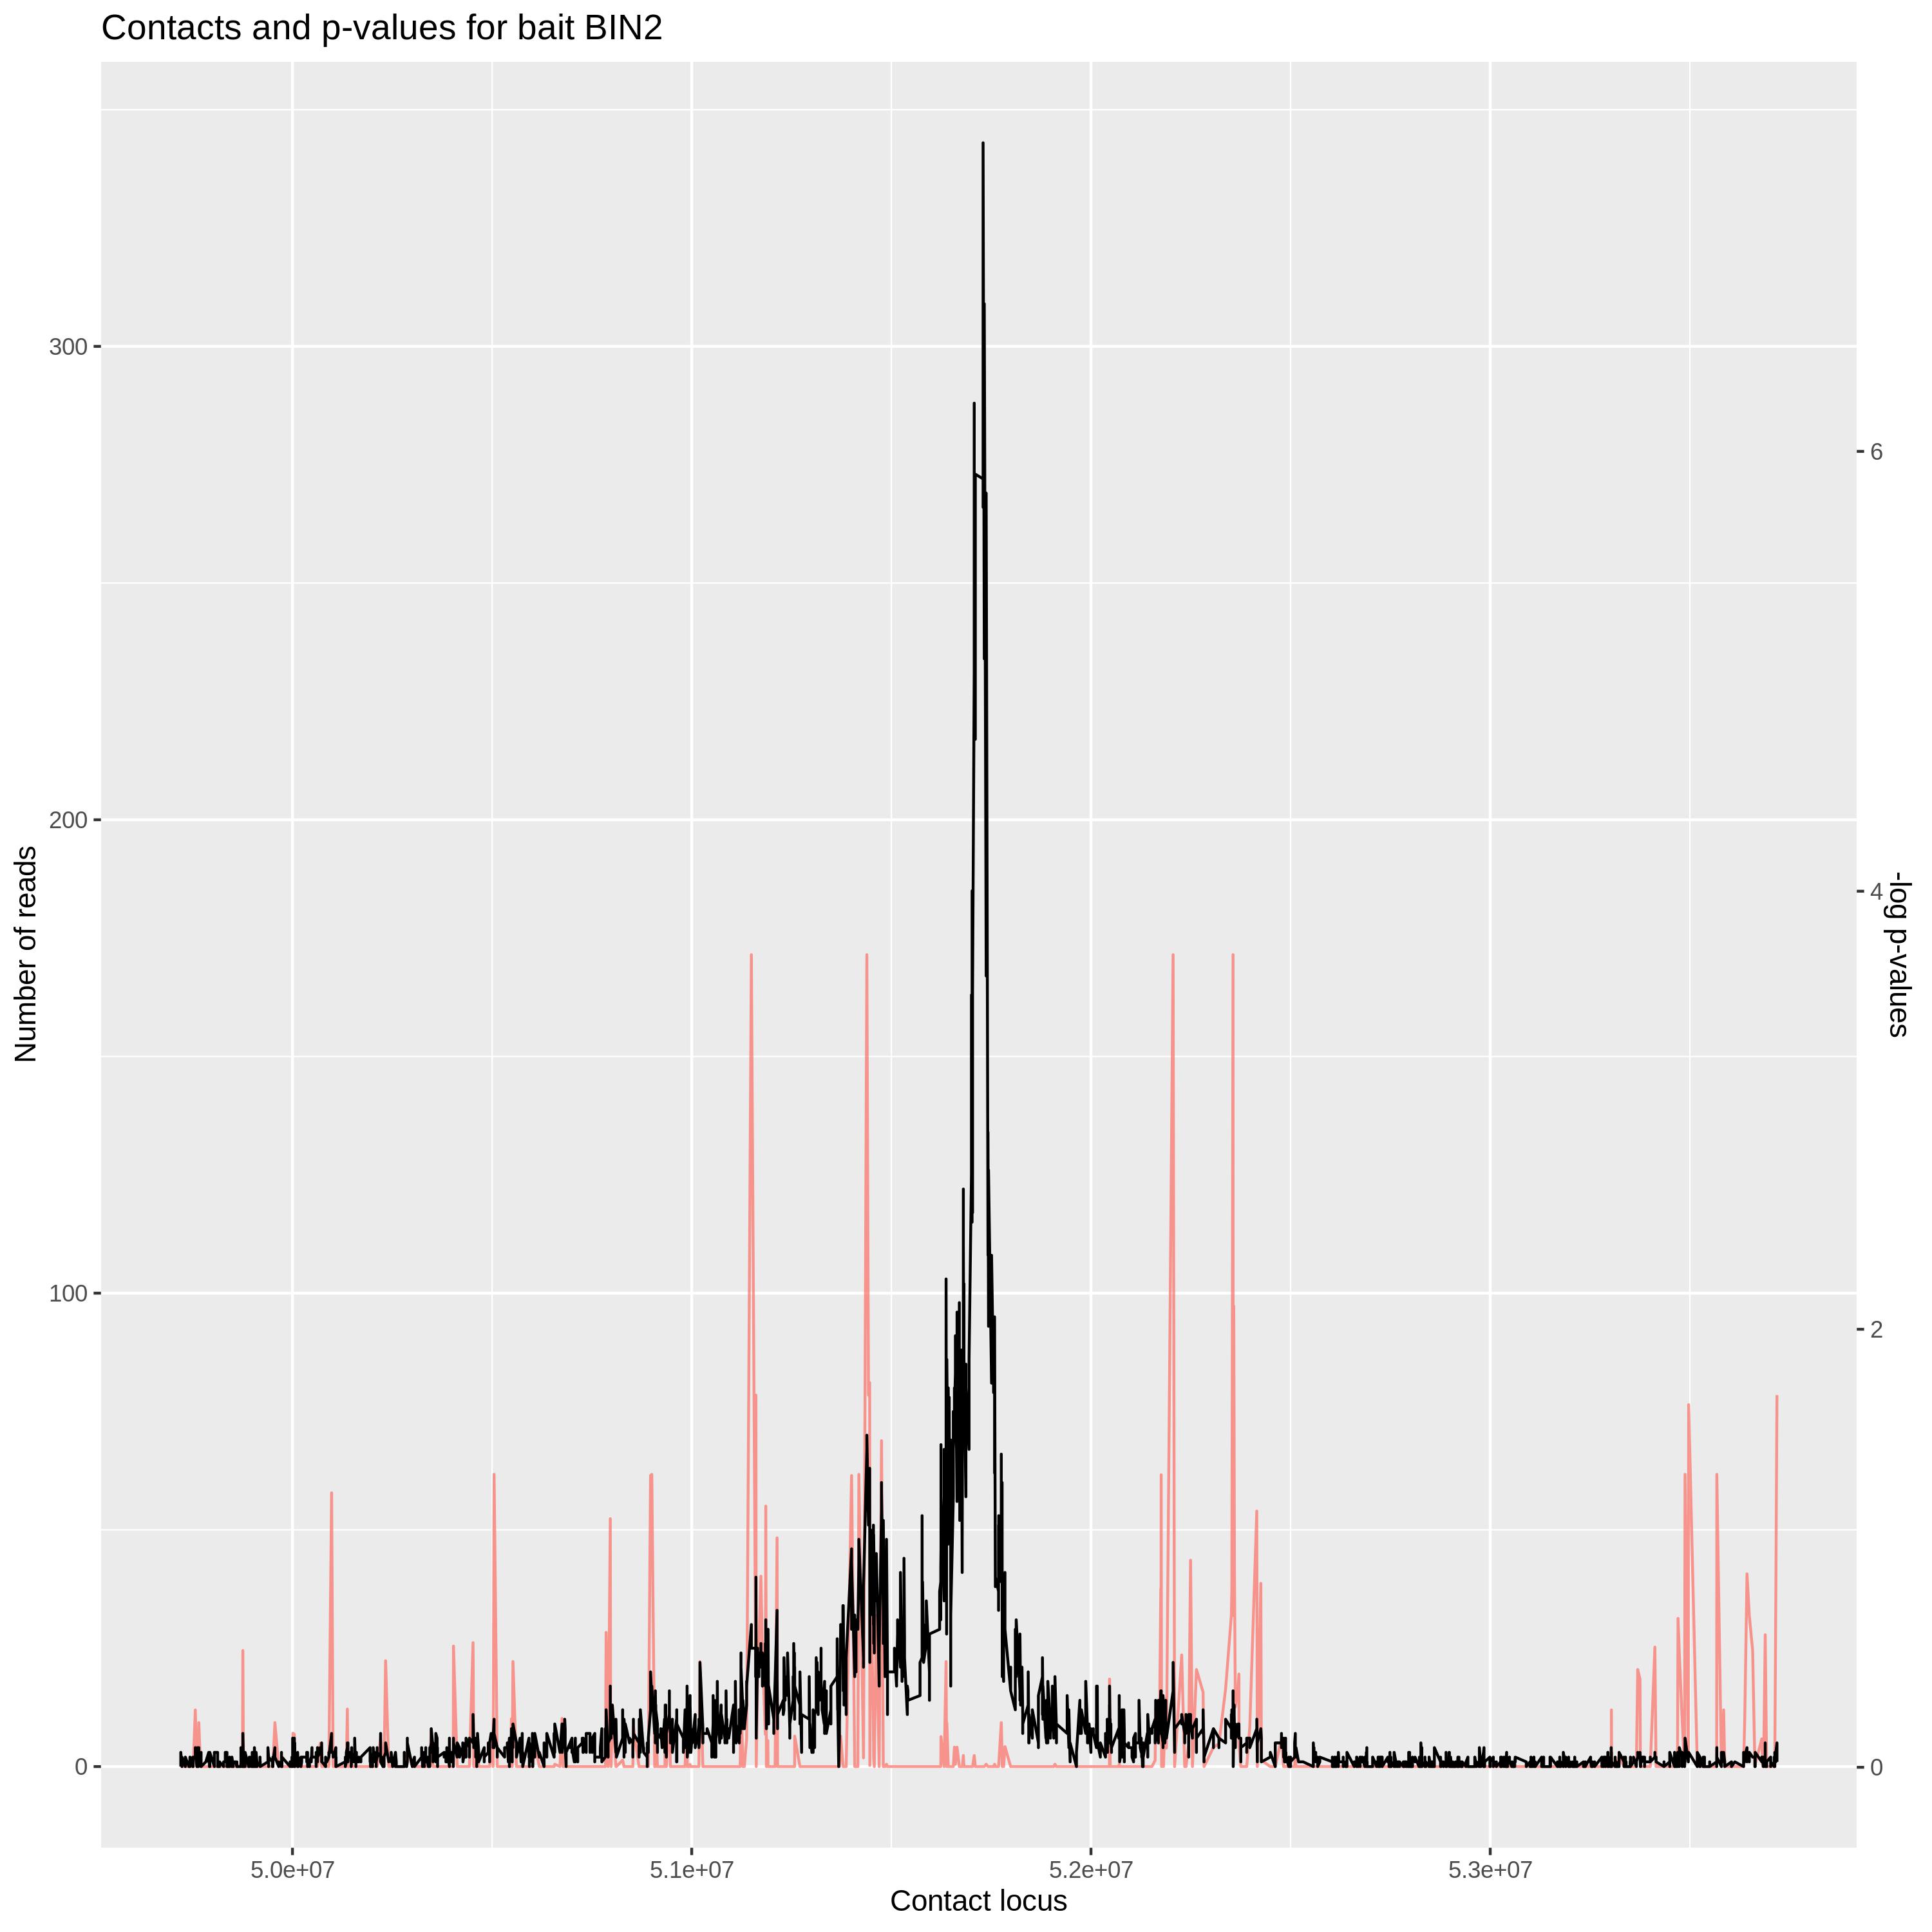 Contacts and p-values for bait BIN2
Number of reads
300
200
100
0
6
4
2
0
-log p-values
5.0e+07
5.1e+07
5.2e+07
5.3e+07
Contact locus